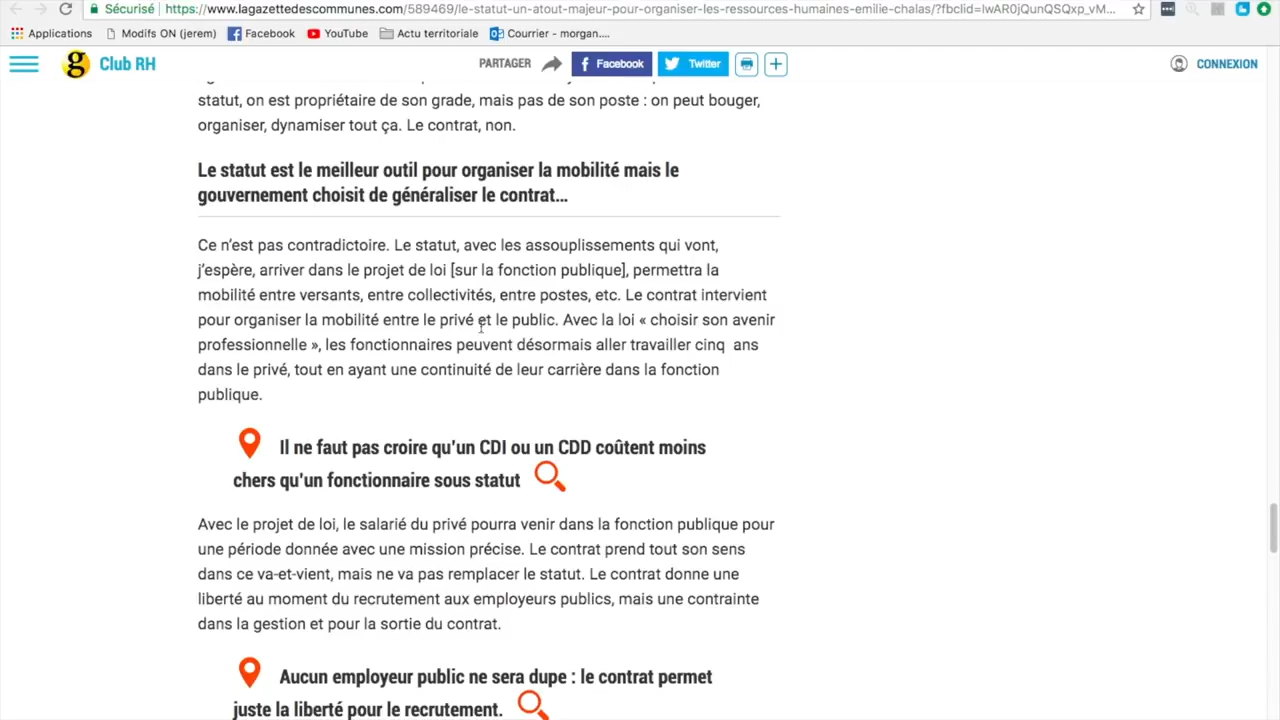 Sécurisé https://www.lagazettedescommunes.com/589469/le-statut-un-atout-majeur-pour-organiser-les-ressources-humaines-emilie-chalas/?fbclid=IwAR0jQunQSQxp_vM...
Applications Modifs ON (jerem) Facebook YouTube Actu territoriale Courrier - morgan....
g Club RH PARTAGER Facebook Twitter CONNEXION
statut, on est propriétaire de son grade, mais pas de son poste : on peut bouger,
organiser, dynamiser tout ça. Le contrat, non.
Le statut est le meilleur outil pour organiser la mobilité mais le
gouvernement choisit de généraliser le contrat…
Ce n’est pas contradictoire. Le statut, avec les assouplissements qui vont,
j’espère, arriver dans le projet de loi [sur la fonction publique], permettra la
mobilité entre versants, entre collectivités, entre postes, etc. Le contrat intervient
pour organiser la mobilité entre le privé et le public. Avec la loi « choisir son avenir
professionnelle », les fonctionnaires peuvent désormais aller travailler cinq ans
dans le privé, tout en ayant une continuité de leur carrière dans la fonction
publique.
Il ne faut pas croire qu’un CDI ou un CDD coûtent moins
chers qu’un fonctionnaire sous statut
Avec le projet de loi, le salarié du privé pourra venir dans la fonction publique pour
une période donnée avec une mission précise. Le contrat prend tout son sens
dans ce va-et-vient, mais ne va pas remplacer le statut. Le contrat donne une
liberté au moment du recrutement aux employeurs publics, mais une contrainte
dans la gestion et pour la sortie du contrat.
Aucun employeur public ne sera dupe : le contrat permet
juste la liberté pour le recrutement.